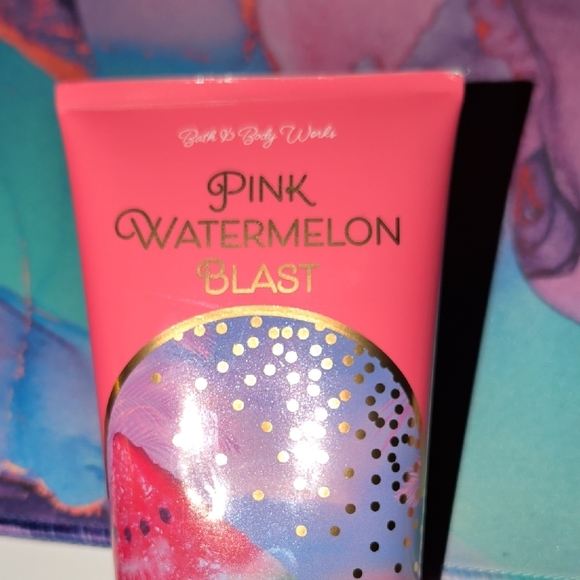 Bath & Body Works
PINK
WATERMELON
BLAST